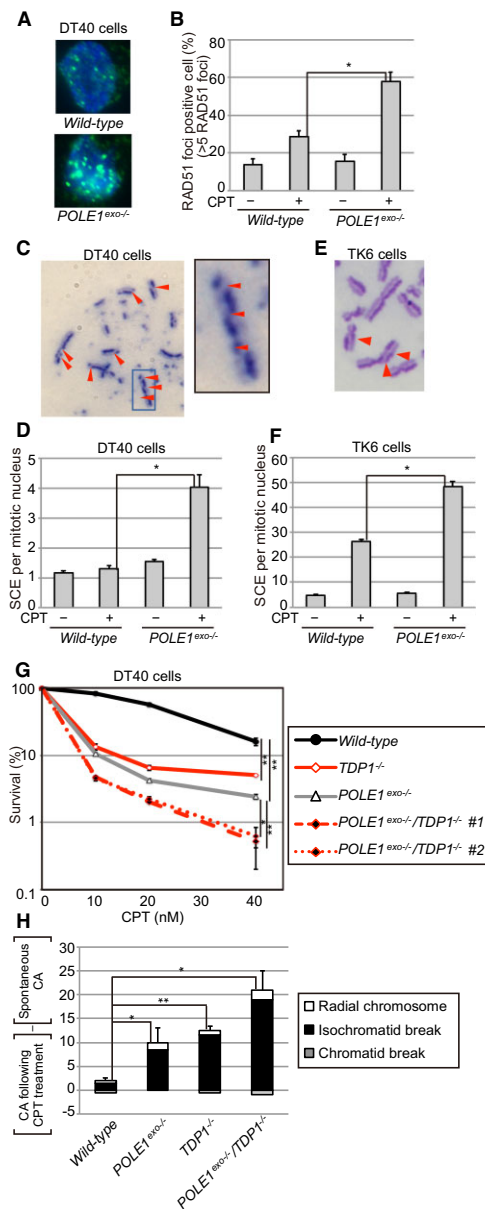 A
DT40 cells
Wild-type
POLE1exo-/-
B
RAD51 foci positive cell (%)
(>5 RAD51 foci)
80
60
40
20
0
*
CPT
− + − +
Wild-type POLE1exo-/-
C
DT40 cells
E
TK6 cells
D
DT40 cells
SCE per mitotic nucleus
5
4
3
2
1
0
*
CPT − + − +
Wild-type POLE1exo-/-
F
TK6 cells
SCE per mitotic nucleus
60
50
40
30
20
10
0
*
CPT − + − +
Wild-type POLE1exo-/-
G
DT40 cells
Survival (%)
100
10
1
0.1
0 10 20 30 40
CPT (nM)
**
**
*
**
Wild-type
TDP1-/-
POLE1exo-/-
POLE1exo-/-/TDP1-/- #1
POLE1exo-/-/TDP1-/- #2
H
CA following
CPT treatment
–
Spontaneous
CA
30
25
20
15
10
5
0
-5
*
**
*
Wild-type
POLE1exo-/-
TDP1-/-
POLE1exo-/-/TDP1-/-
Radial chromosome
Isochromatid break
Chromatid break